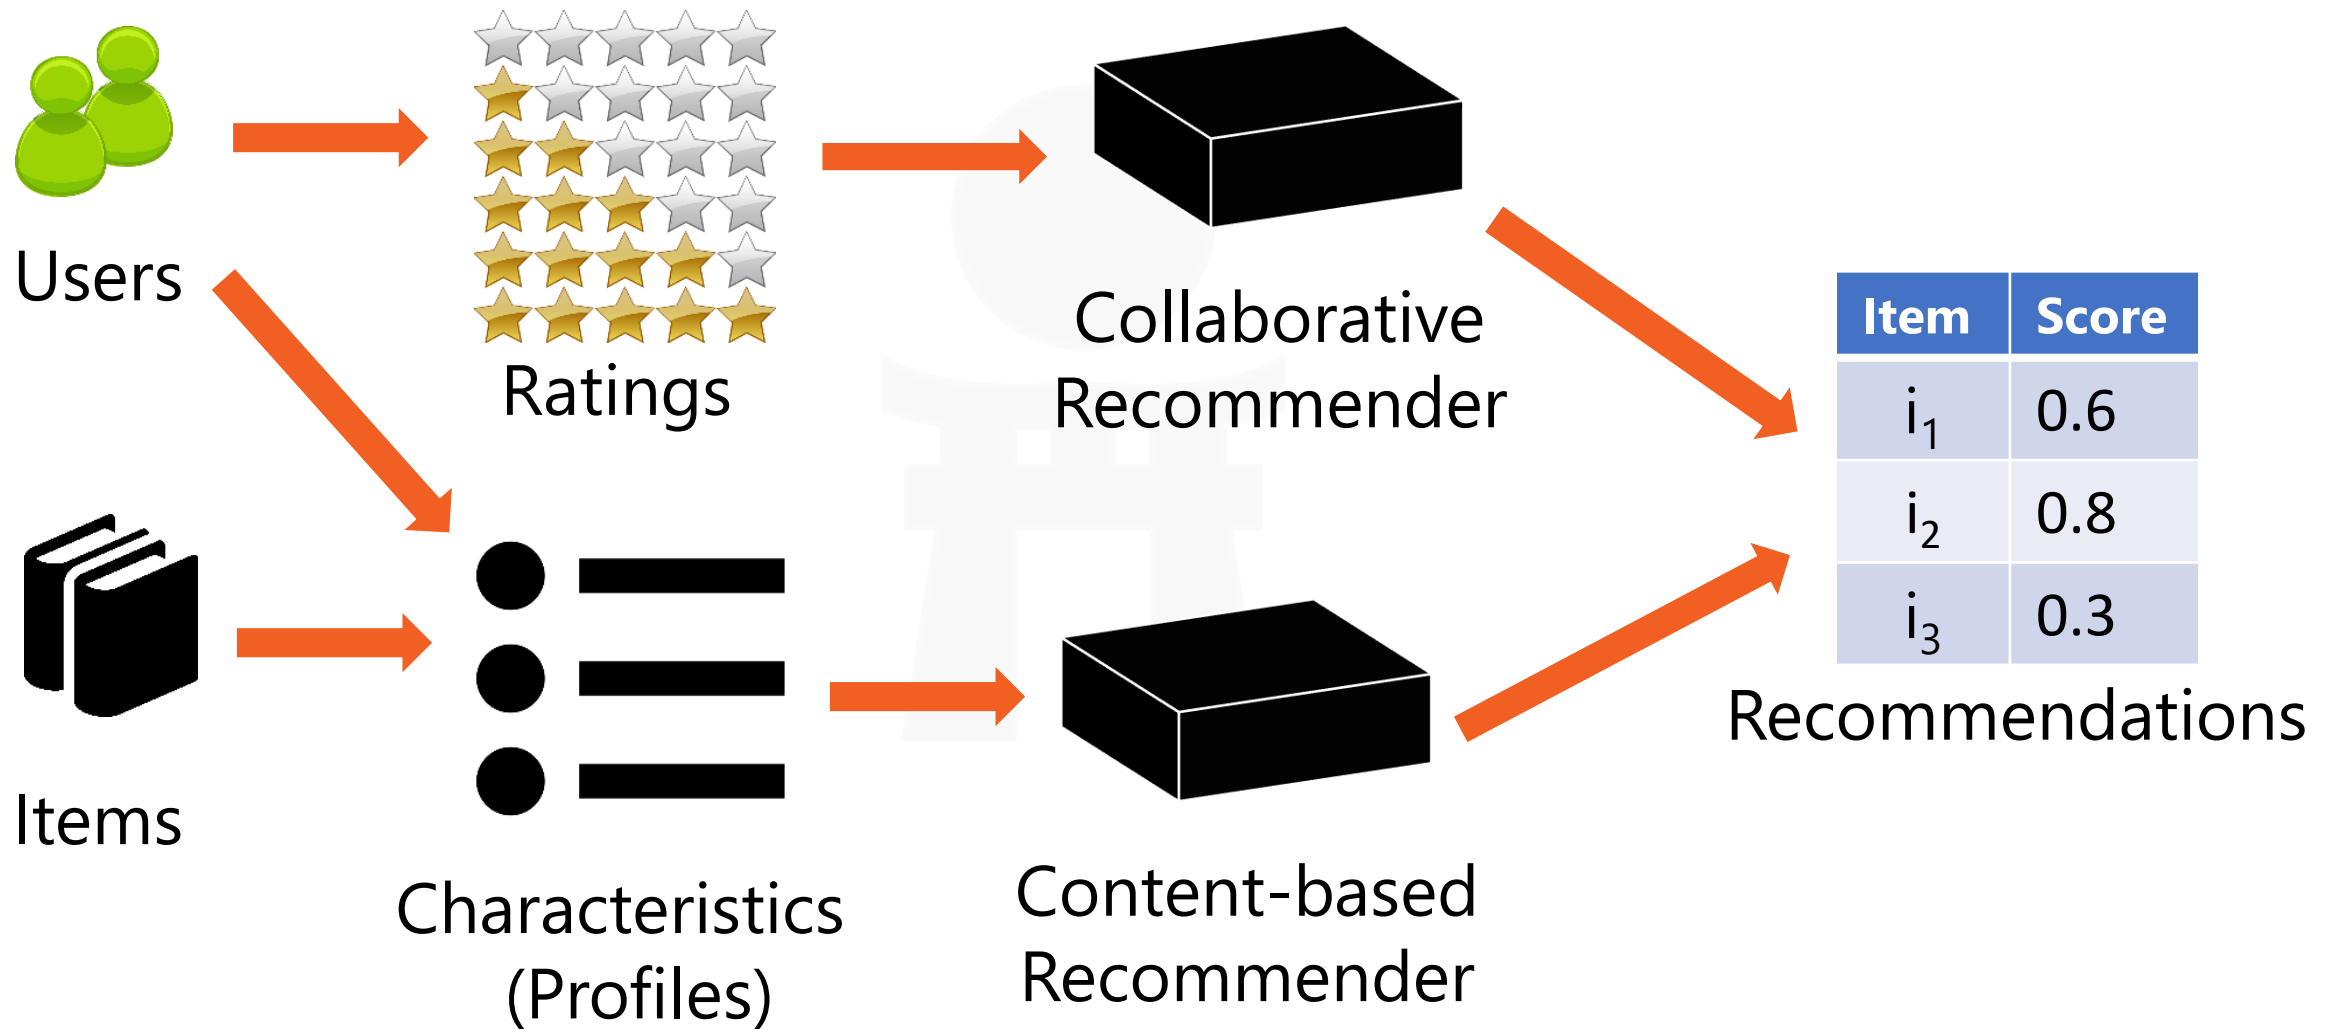 Users
Ratings
Collaborative
Recommender
Items
Characteristics
(Profiles)
Content-based
Recommender
Item Score
i₁ 0.6
i₂ 0.8
i₃ 0.3
Recommendations